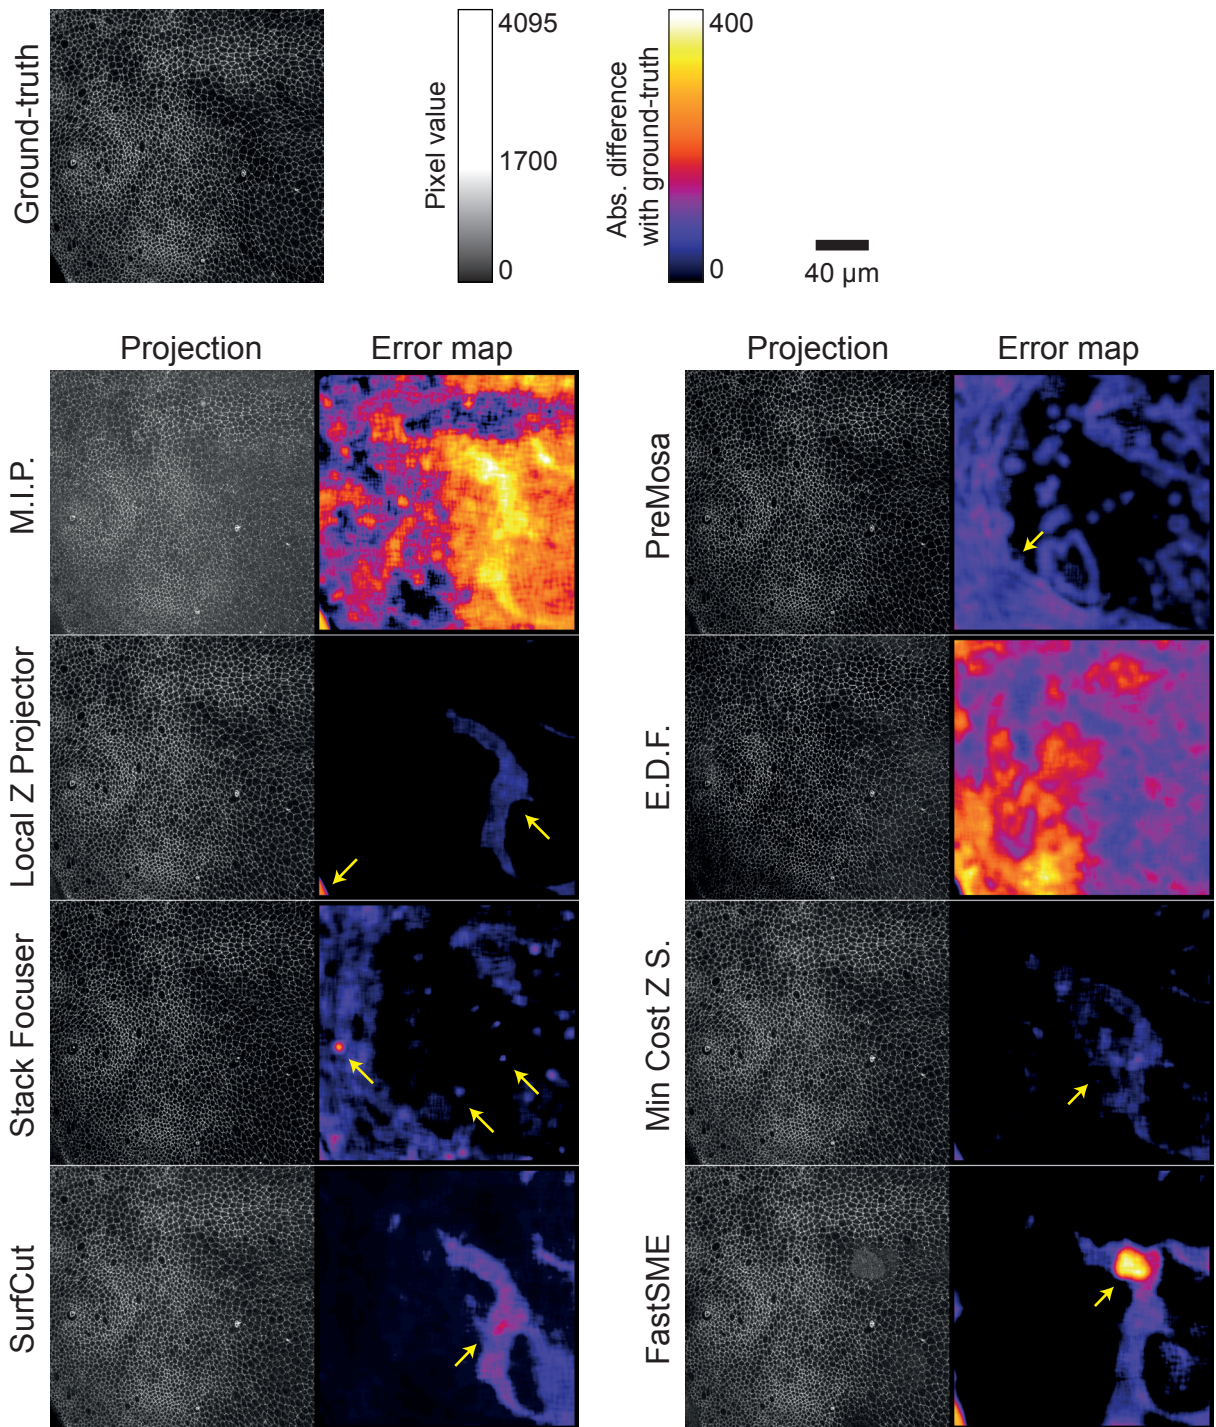 Ground-truth
Pixel value
4095
1700
0
Abs. difference
with ground-truth
400
0
40 µm
Projection
Error map
Projection
Error map
M.I.P.
PreMosa
Local Z Projector
E.D.F.
Stack Focuser
Min Cost Z S.
SurfCut
FastSME